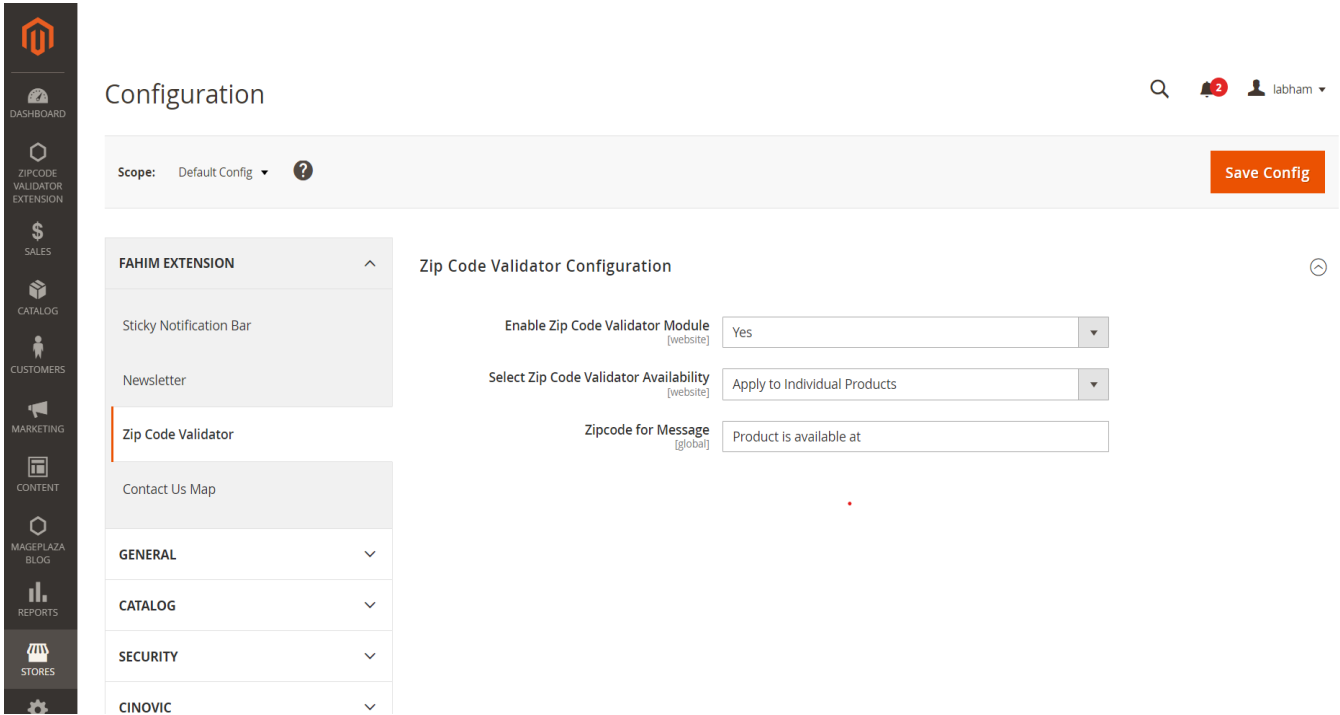 DASHBOARD
ZIPCODE
VALIDATOR
EXTENSION
SALES
CATALOG
CUSTOMERS
MARKETING
CONTENT
MAGEPLAZA
BLOG
REPORTS
STORES
Configuration
2
labham
Scope: Default Config ?
Save Config
FAHIM EXTENSION
Sticky Notification Bar
Newsletter
Zip Code Validator
Contact Us Map
GENERAL
CATALOG
SECURITY
CINOVIC
Zip Code Validator Configuration
Enable Zip Code Validator Module Yes
[website]
Select Zip Code Validator Availability Apply to Individual Products
[website]
Zipcode for Message Product is available at
[global]